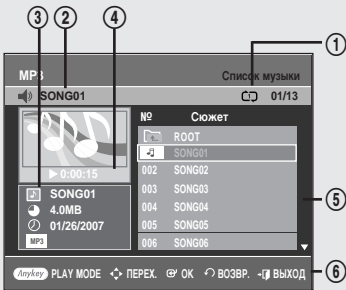 ③ ② ④
①
MP3 Список музыки
SONG01 01/13
№ Сюжет
ROOT
SONG01
002 SONG02
003 SONG03
004 SONG04
005 SONG05
006 SONG06
0:00:15
SONG01
4.0MB
01/26/2007
MP3
⑤
Anykey PLAY MODE ПЕРЕХ. OK ВОЗВР. ВЫХОД
⑥